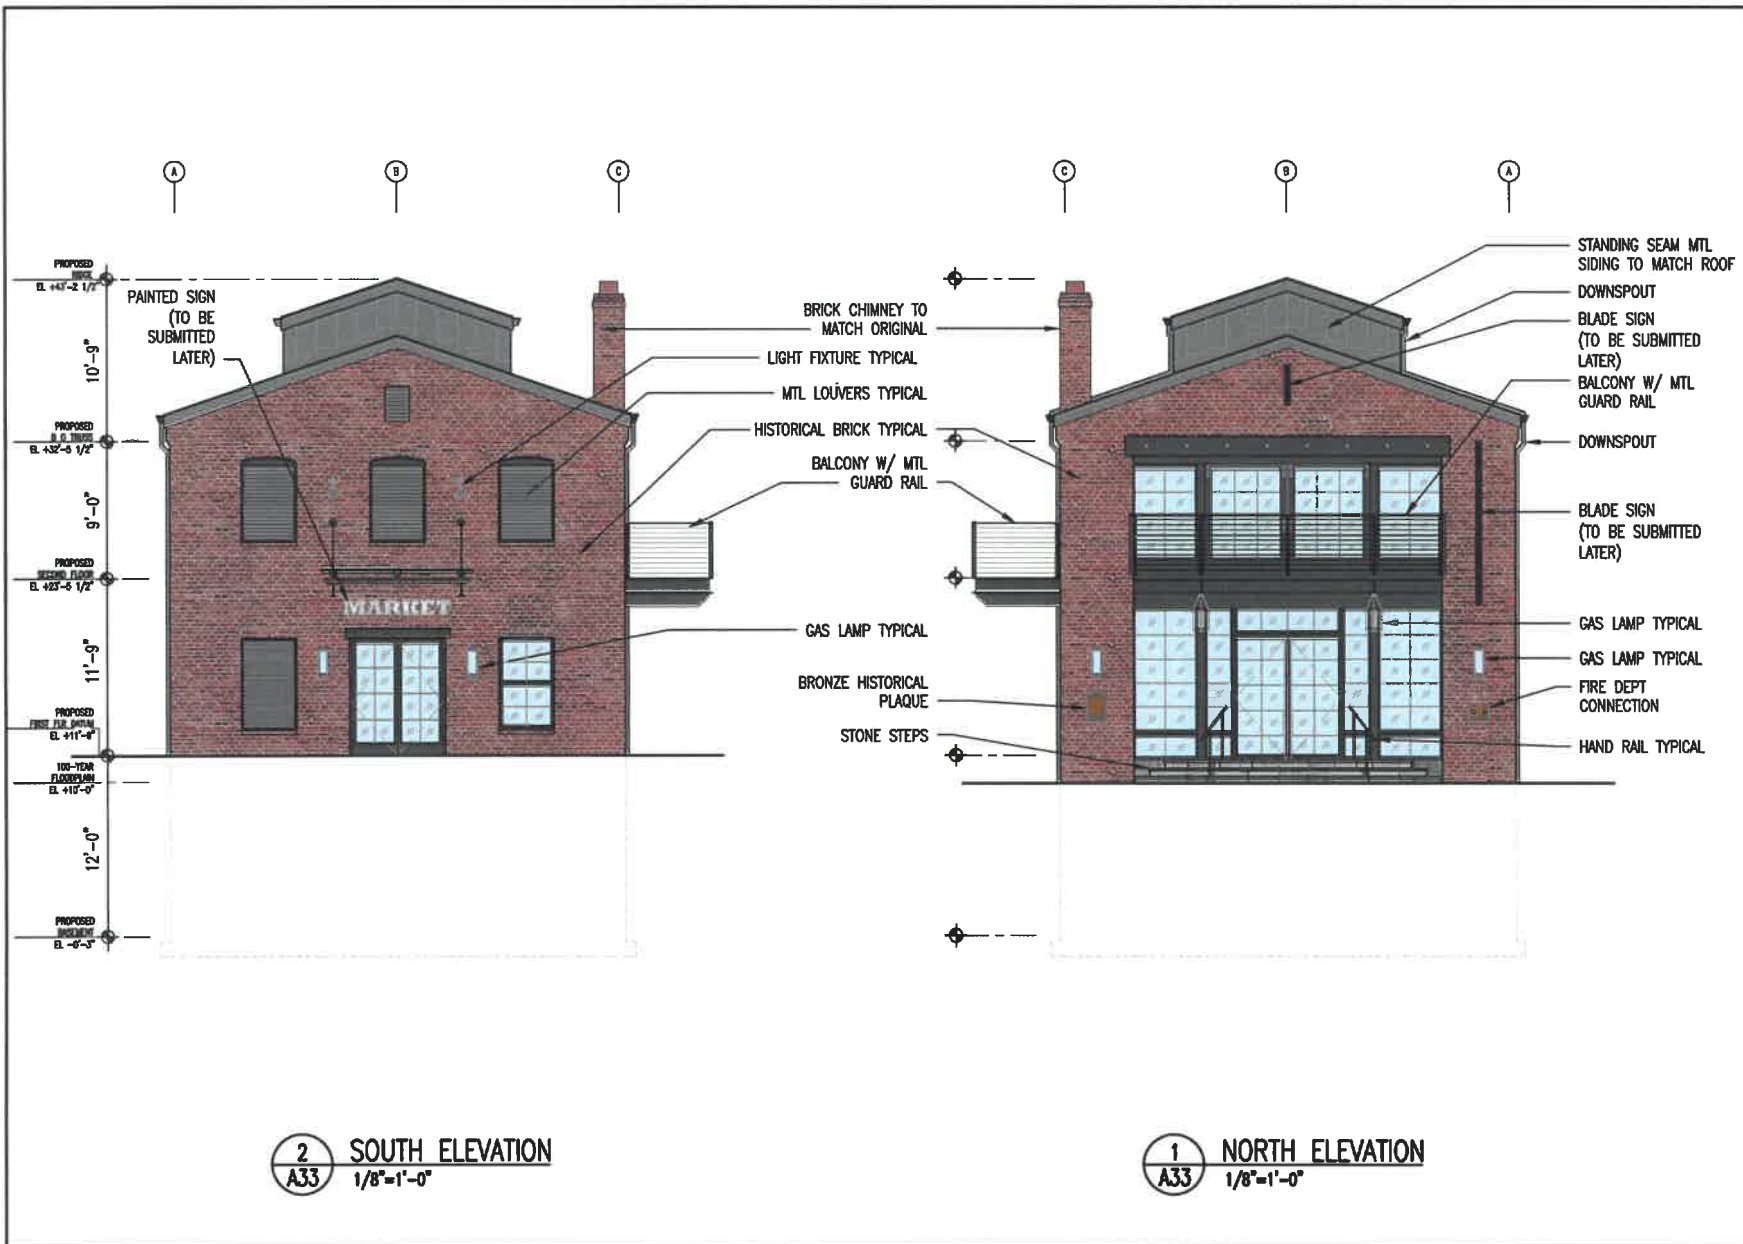 A
B
C
C
B
A
PROPOSED
RIDGE
EL +43'-2 1/2"
10'-9"
PROPOSED
B O TRUSS
EL +32'-5 1/2"
9'-0"
PROPOSED
SECOND FLOOR
EL +23'-5 1/2"
11'-9"
PROPOSED
FIRST FLR DATUM
100-YEAR
FLOODPLAIN
EL +10'-0"
12'-0"
PROPOSED
BASEMENT
PAINTED SIGN
(TO BE
SUBMITTED
LATER)
MARKET
BRICK CHIMNEY TO
MATCH ORIGINAL
LIGHT FIXTURE TYPICAL
MTL LOUVERS TYPICAL
HISTORICAL BRICK TYPICAL
BALCONY W/ MTL
GUARD RAIL
GAS LAMP TYPICAL
BRONZE HISTORICAL
PLAQUE
STONE STEPS
STANDING SEAM MTL
SIDING TO MATCH ROOF
DOWNSPOUT
BLADE SIGN
(TO BE SUBMITTED
LATER)
BALCONY W/ MTL
GUARD RAIL
DOWNSPOUT
BLADE SIGN
(TO BE SUBMITTED
LATER)
GAS LAMP TYPICAL
GAS LAMP TYPICAL
FIRE DEPT
CONNECTION
HAND RAIL TYPICAL
2
A33
SOUTH ELEVATION
1/8"=1'-0"
1
A33
NORTH ELEVATION
1/8"=1'-0"